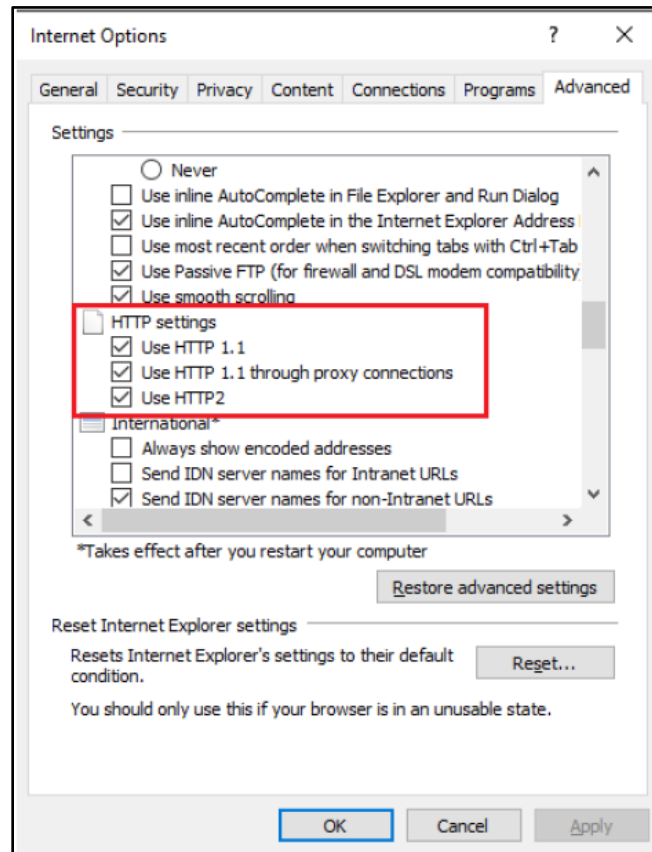 Internet Options ? ×
General Security Privacy Content Connections Programs Advanced
Settings
Never
Use inline AutoComplete in File Explorer and Run Dialog
Use inline AutoComplete in the Internet Explorer Address
Use most recent order when switching tabs with Ctrl+Tab
Use Passive FTP (for firewall and DSL modem compatibility
Use smooth scrolling
HTTP settings
Use HTTP 1.1
Use HTTP 1.1 through proxy connections
Use HTTP2
International*
Always show encoded addresses
Send IDN server names for Intranet URLs
Send IDN server names for non-Intranet URLs
*Takes effect after you restart your computer
Restore advanced settings
Reset Internet Explorer settings
Resets Internet Explorer's settings to their default
condition.
Reset...
You should only use this if your browser is in an unusable state.
OK Cancel Apply